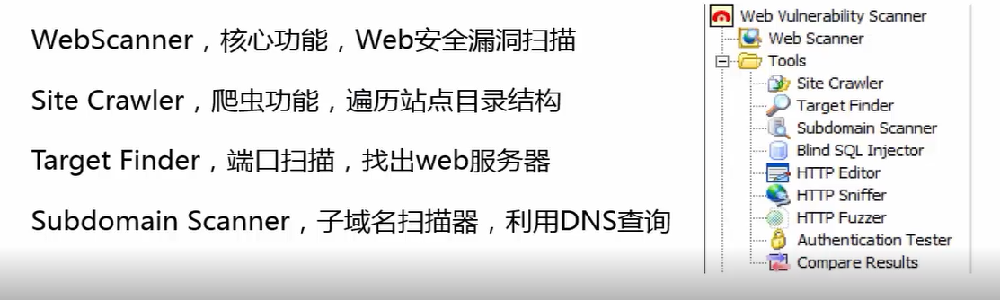 WebScanner，核心功能，Web安全漏洞扫描
Site Crawler，爬虫功能，遍历站点目录结构
Target Finder，端口扫描，找出web服务器
Subdomain Scanner，子域名扫描器，利用DNS查询
Web Vulnerability Scanner
Web Scanner
Tools
Site Crawler
Target Finder
Subdomain Scanner
Blind SQL Injector
HTTP Editor
HTTP Sniffer
HTTP Fuzzer
Authentication Tester
Compare Results